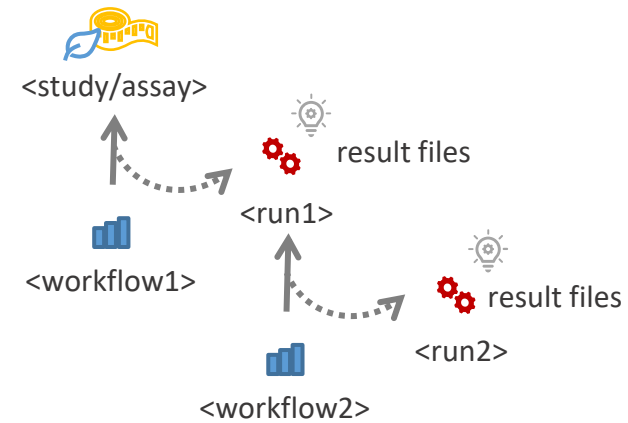 <study/assay>
result files
<run1>
<workflow1>
result files
<run2>
<workflow2>